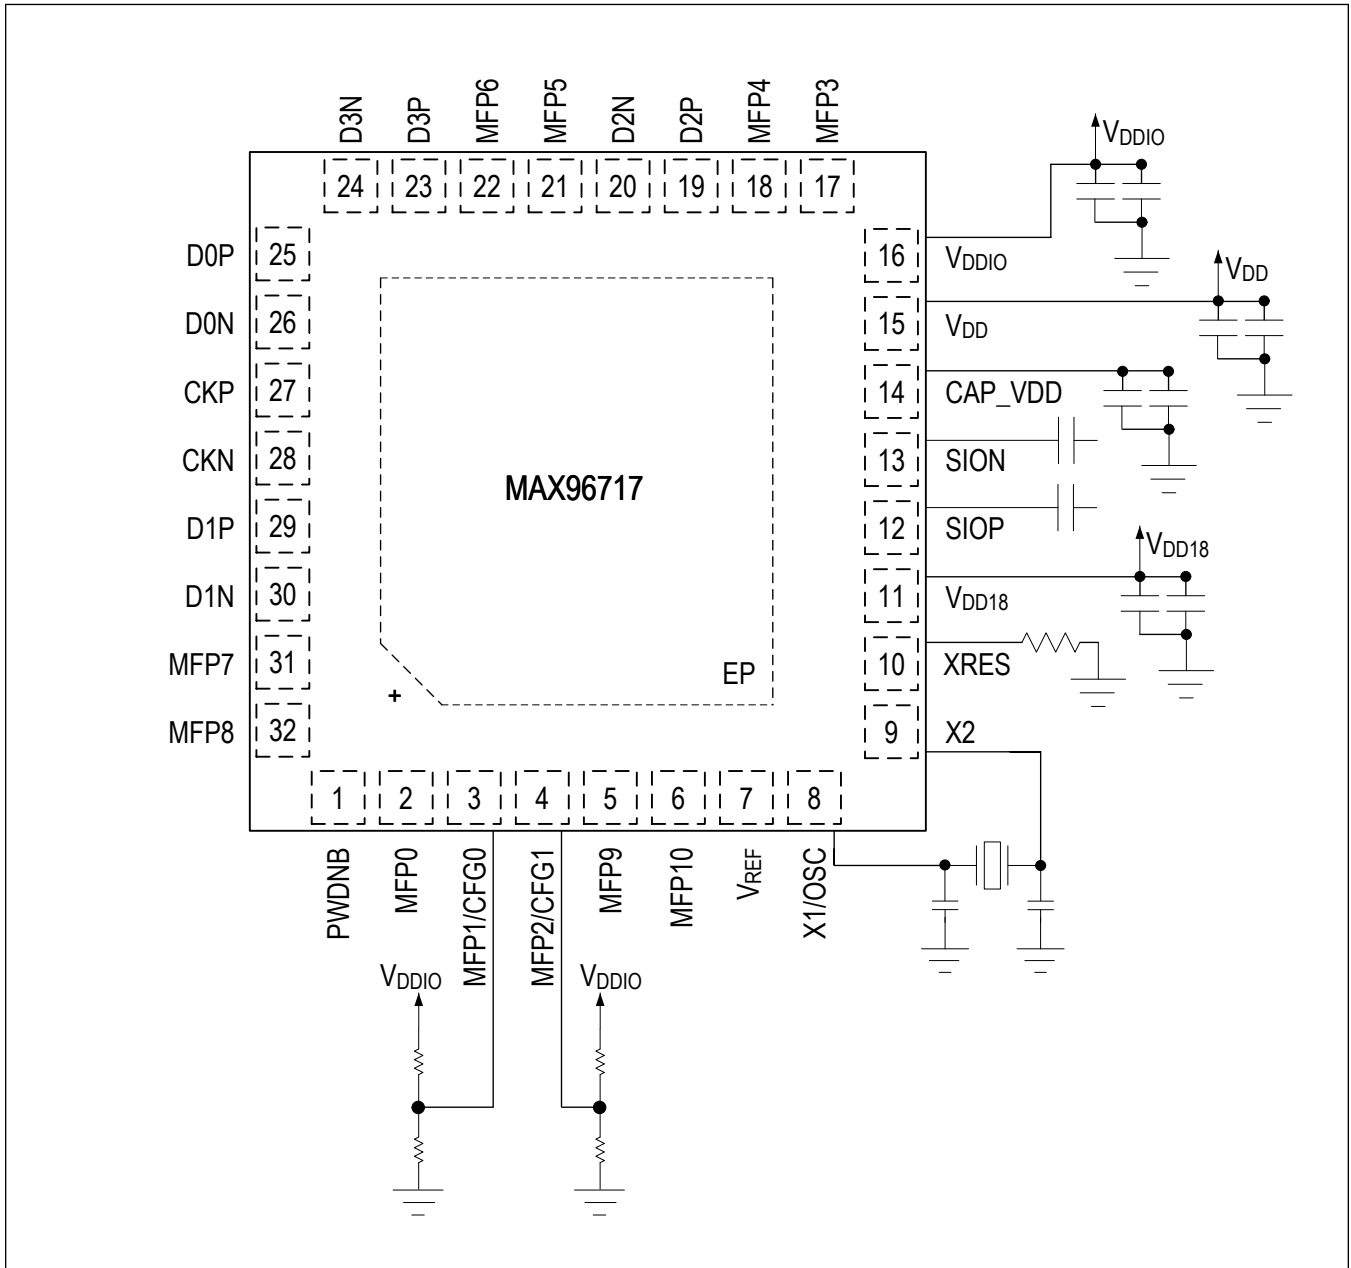 D3N
D3P
MFP6
MFP5
D2N
D2P
MFP4
MFP3
24
23
22
21
20
19
18
17
VDDIO
D0P
25
16
VDDIO
VDD
D0N
26
15
VDD
CKP
27
14
CAP_VDD
CKN
28
13
SION
MAX96717
D1P
29
12
SIOP
VDD18
D1N
30
11
VDD18
MFP7
31
10
XRES
EP
+
MFP8
32
9
X2
1
2
3
4
5
6
7
8
PWDNB
MFP0
MFP1/CFG0
MFP2/CFG1
MFP9
MFP10
VREF
X1/OSC
VDDIO
VDDIO